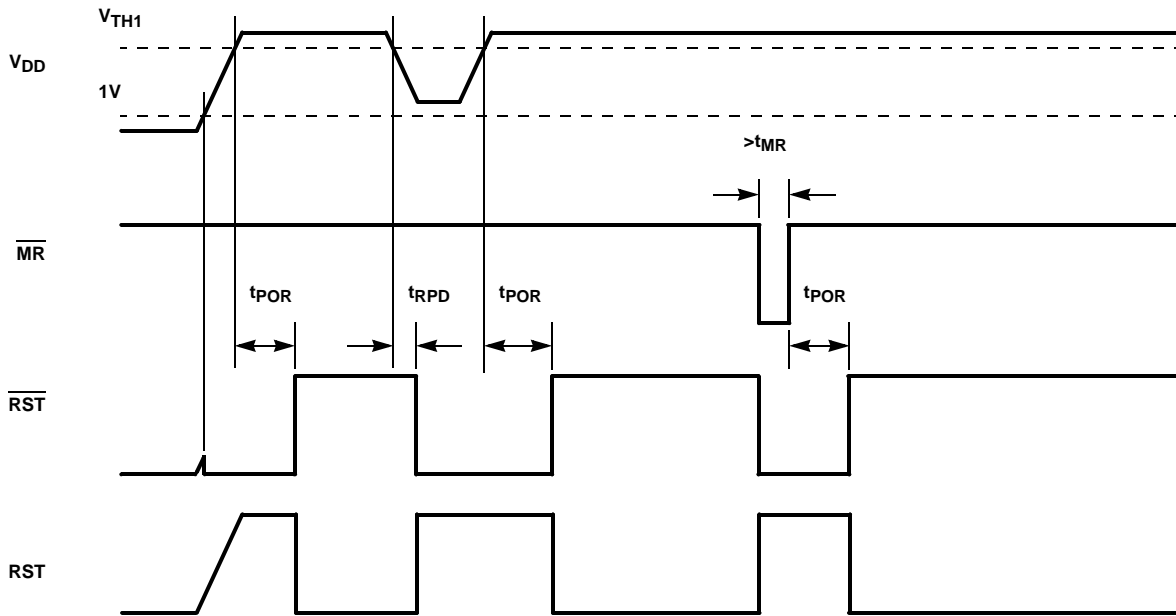 VTH1
VDD
1V
>tMR
MR
tPOR
tRPD
tPOR
tPOR
RST
RST